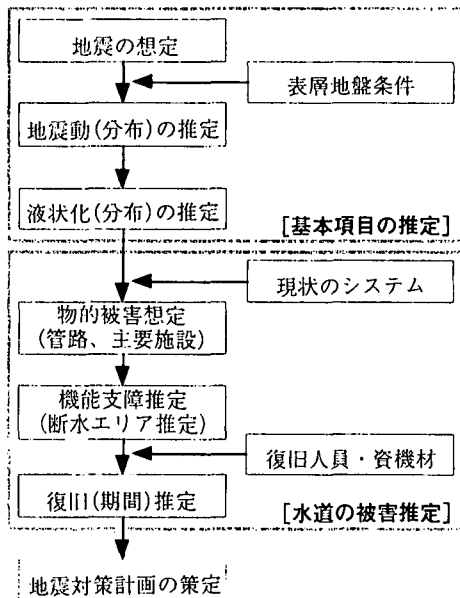 地震の想定
表層地盤条件
地震動(分布)の推定
液状化(分布)の推定
[基本項目の推定]
現状のシステム
物的被害想定
(管路、主要施設)
機能支障推定
(断水エリア推定)
復旧人員・資機材
復旧(期間)推定
[水道の被害推定]
地震対策計画の策定